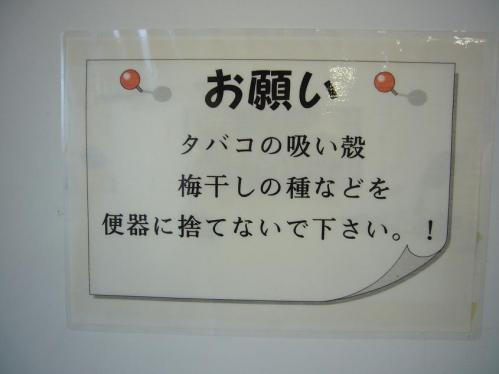 お願い
タバコの吸い殻
梅干しの種などを
便器に捨てないで下さい。！